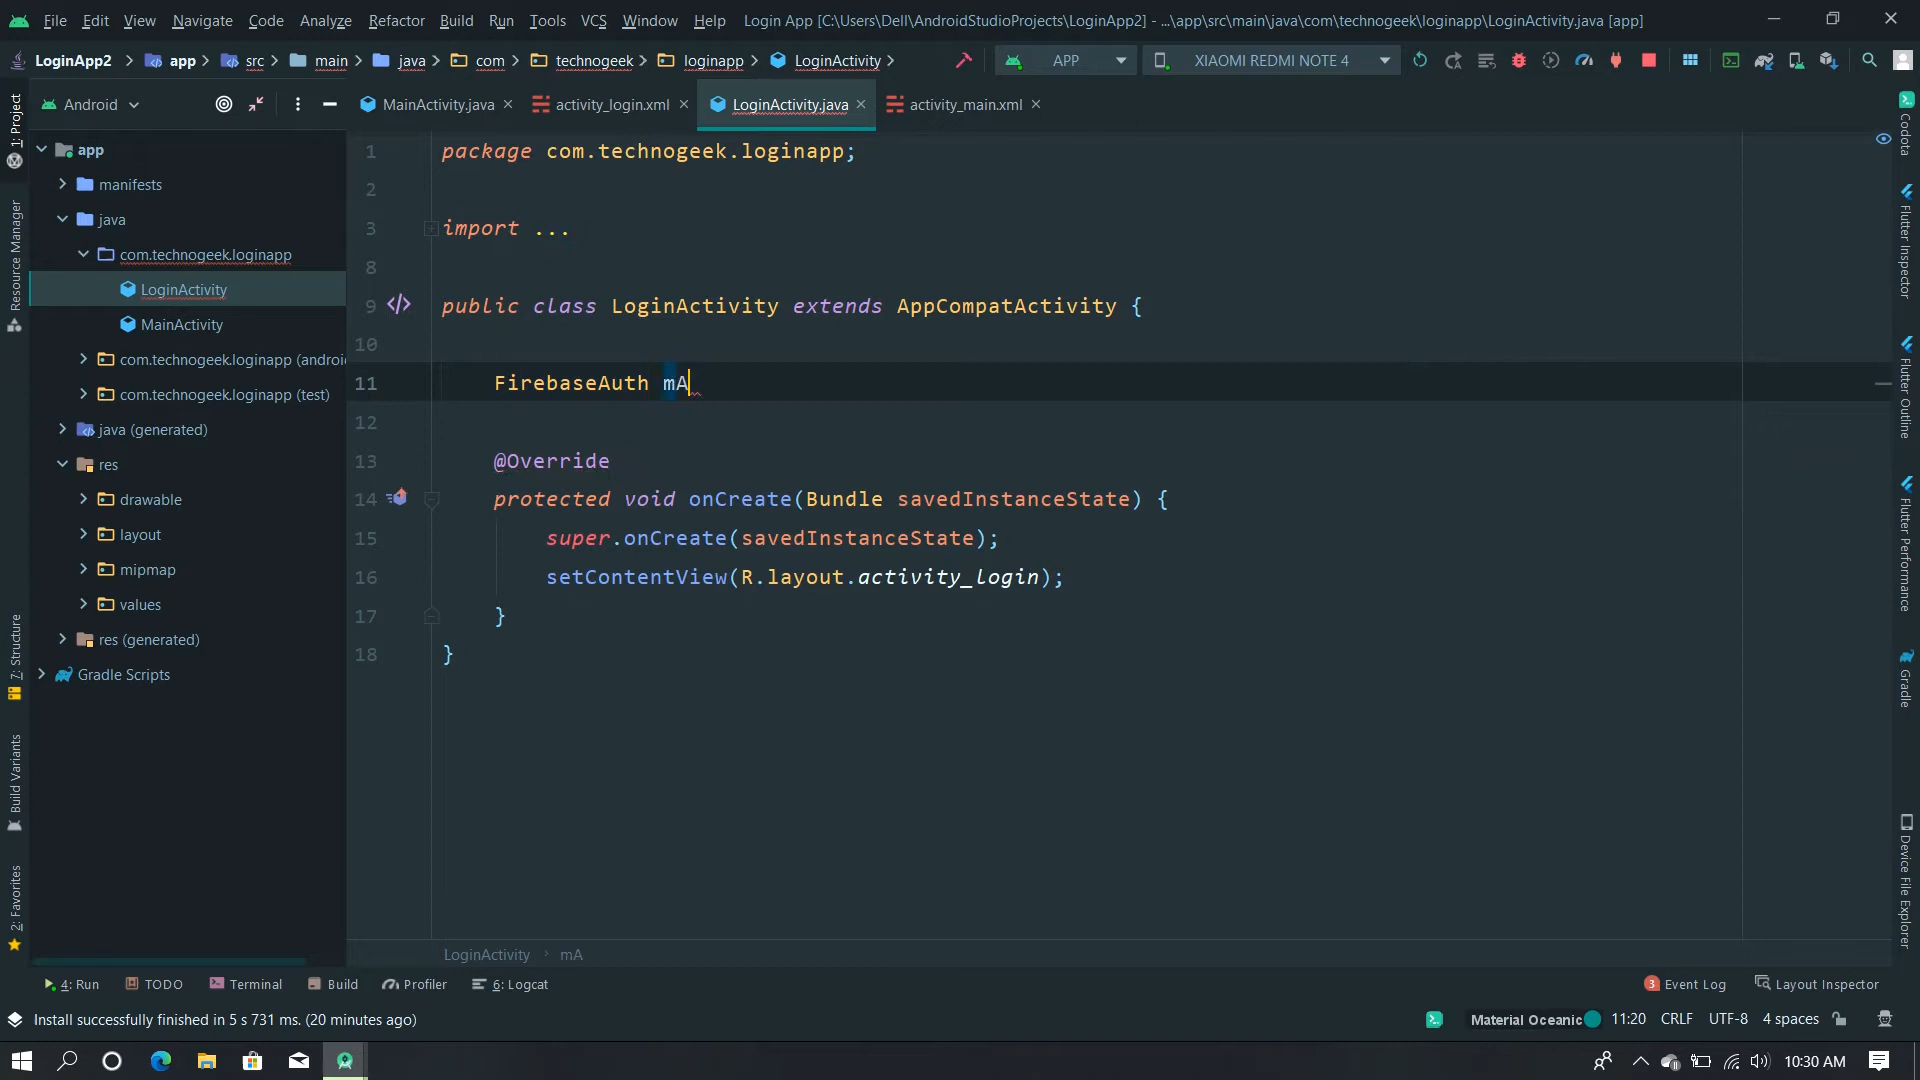 File Edit View Navigate Code Analyze Refactor Build Run Tools VCS Window Help Login App [C:\Users\Dell\AndroidStudioProjects\LoginApp2] - ...\app\src\main\java\com\technogeek\loginapp\LoginActivity.java [app]
LoginApp2 app src main java com technogeek loginapp LoginActivity APP XIAOMI REDMI NOTE 4
Android MainActivity.java activity_login.xml LoginActivity.java activity_main.xml
1: Project
Resource Manager
7: Structure
Build Variants
2: Favorites
app
manifests
java
com.technogeek.loginapp
LoginActivity
MainActivity
com.technogeek.loginapp (androi
com.technogeek.loginapp (test)
java (generated)
res
drawable
layout
mipmap
values
res (generated)
Gradle Scripts
1 package com.technogeek.loginapp;
2
3 import ...
8
9 public class LoginActivity extends AppCompatActivity {
10
11 FirebaseAuth mA
12
13 @Override
14 protected void onCreate(Bundle savedInstanceState) {
15 super.onCreate(savedInstanceState);
16 setContentView(R.layout.activity_login);
17 }
18 }
Codota
Flutter Inspector
Flutter Outline
Flutter Performance
Gradle
Device File Explorer
LoginActivity › mA
4: Run TODO Terminal Build Profiler 6: Logcat 3 Event Log Layout Inspector
Install successfully finished in 5 s 731 ms. (20 minutes ago) Material Oceanic 11:20 CRLF UTF-8 4 spaces
10:30 AM